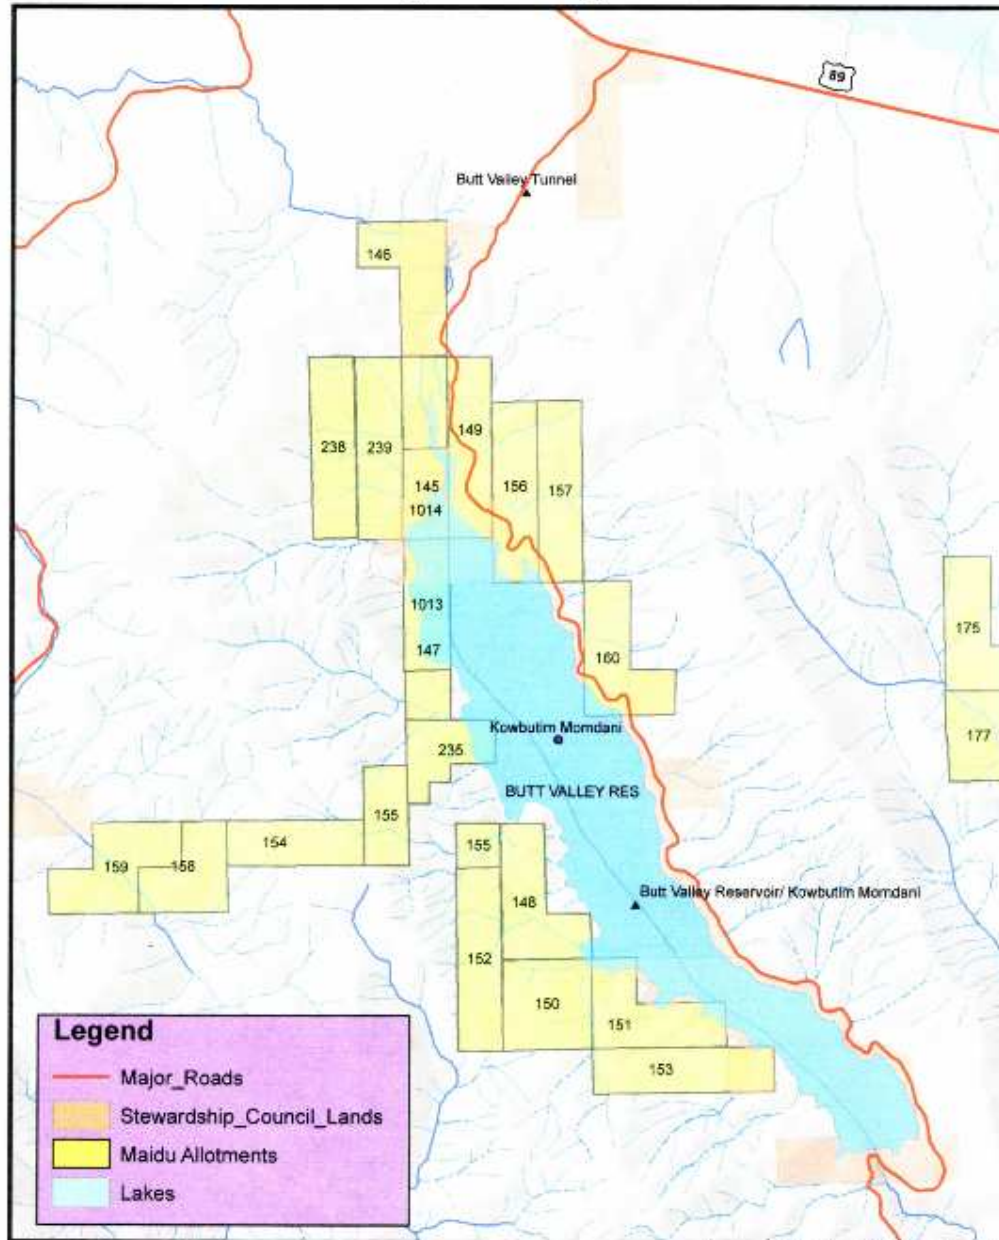 89
Butt Valley Tunnel
146
149
238
239
145
156
157
1014
175
1013
147
160
177
Kowbutim Momdani
235
BUTT VALLEY RES
155
154
155
159
158
Butt Valley Reservoir/ Kowbutim Momdani
148
152
150
151
153
Legend
Major_Roads
Stewardship_Council_Lands
Maidu Allotments
Lakes